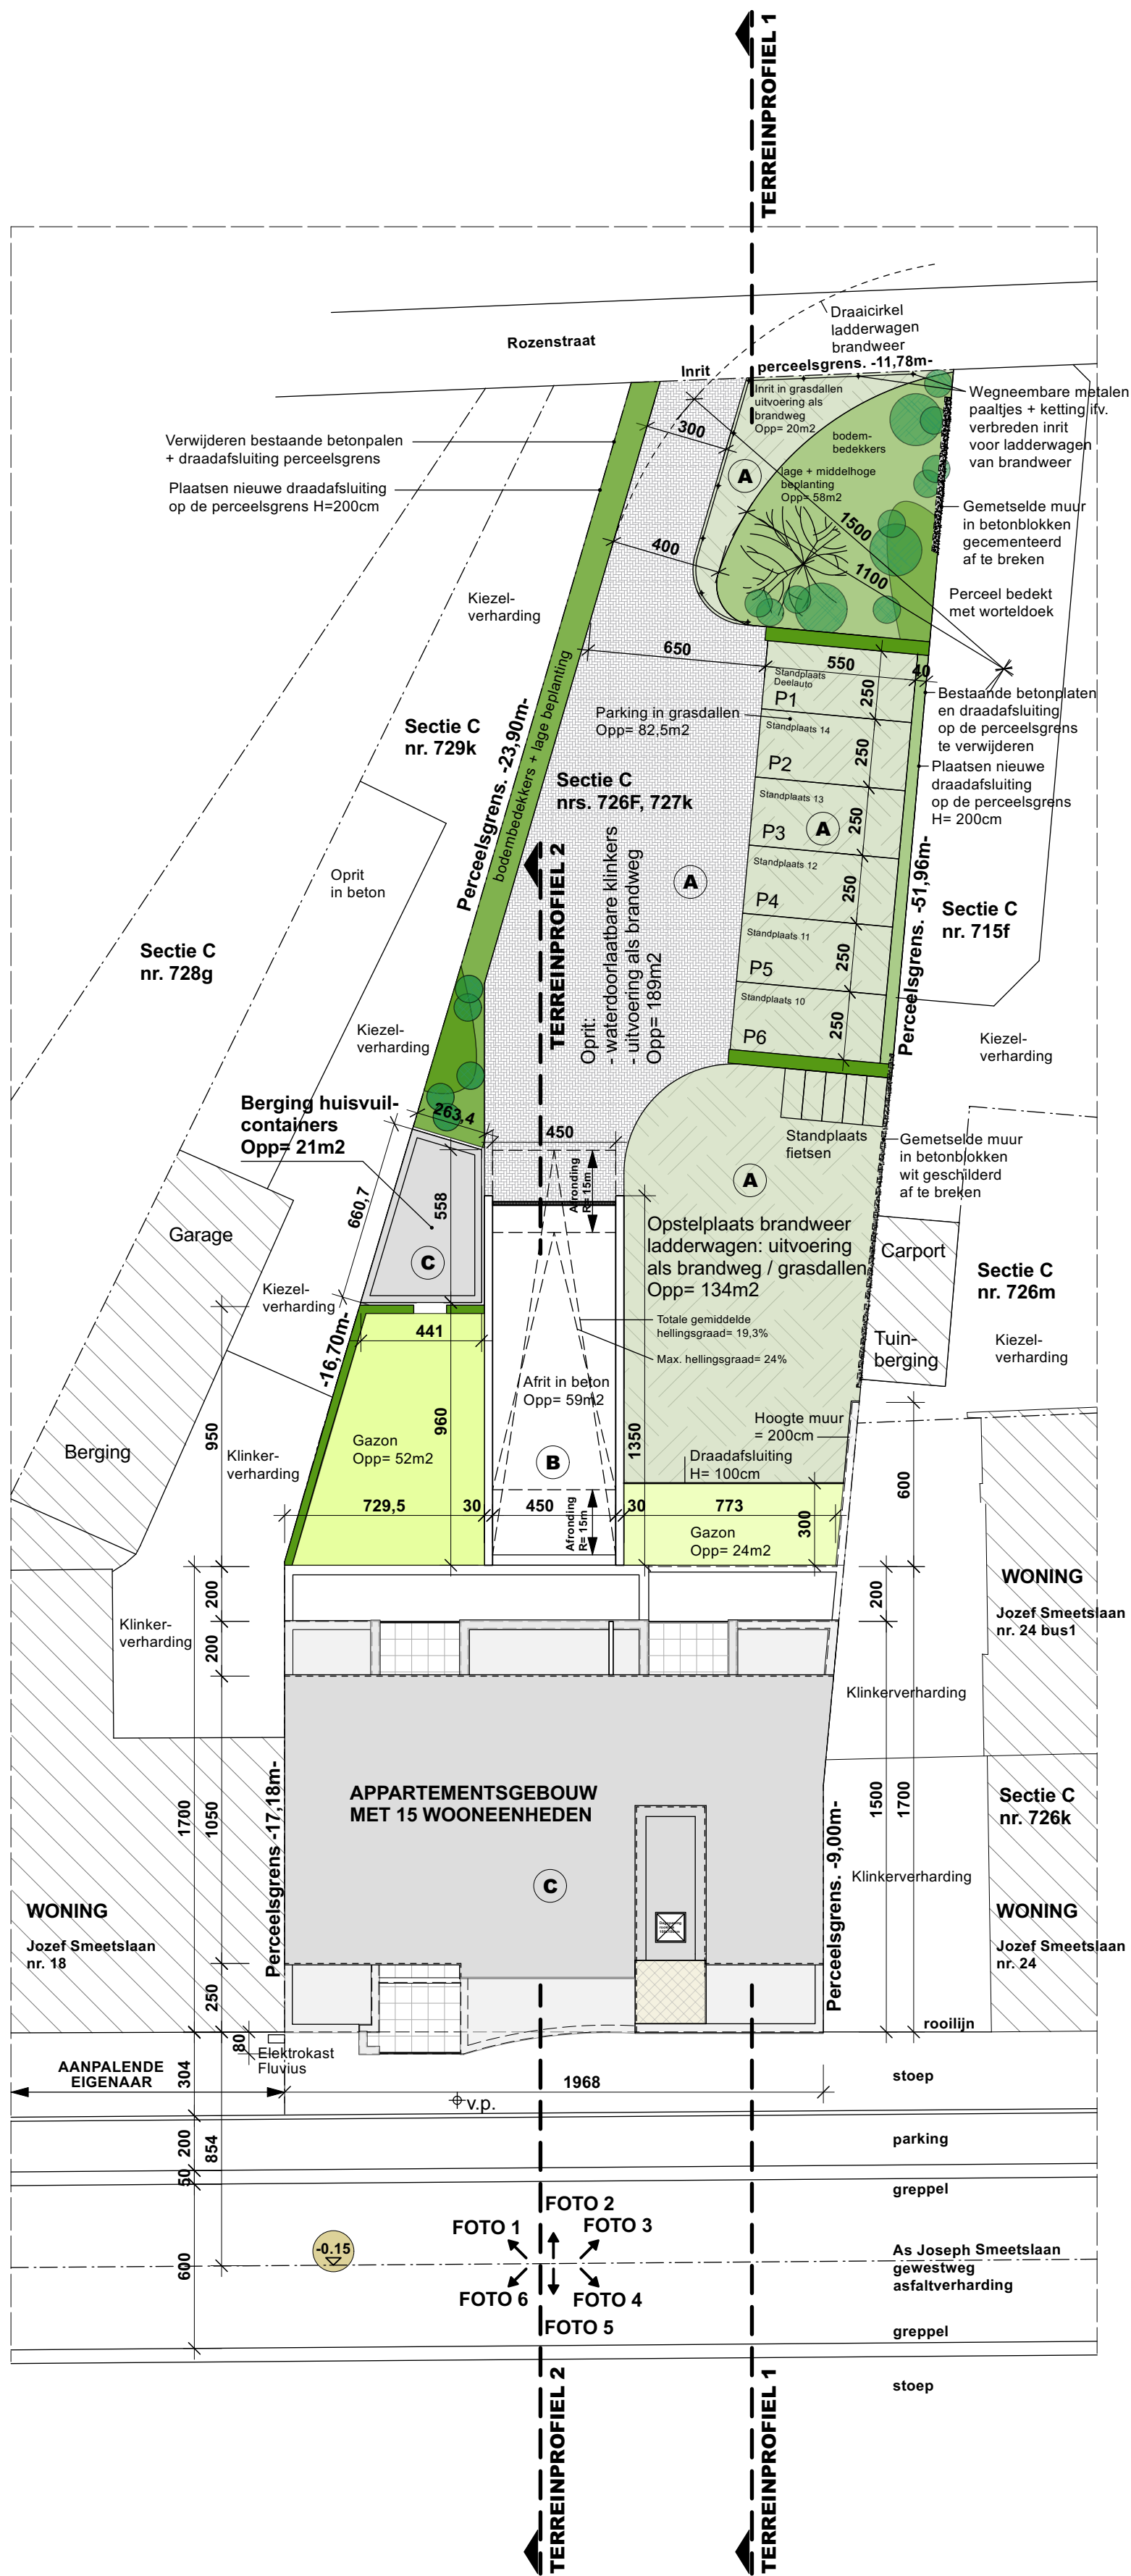 TERREINPROFIEL 1
Draaicirkel
ladderwagen
brandweer
Rozenstraat
Inrit
perceelsgrens. -11,78m-
Inrit in grasdallen
uitvoering als
brandweg
Opp= 20m2
Wegneembare metalen
paaltjes + ketting ifv.
verbreden inrit
voor ladderwagen
van brandweer
Verwijderen bestaande betonpalen
+ draadafsluiting perceelsgrens
300
bodem-
bedekkers
A
lage + middelhoge
beplanting
Opp= 58m2
Plaatsen nieuwe draadafsluiting
op de perceelsgrens H=200cm
Gemetselde muur
in betonblokken
gecementeerd
af te breken
1500
400
1100
Kiezel-
verharding
Perceel bedekt
met worteldoek
650
550
40
Standplaats
Deelauto
P1
250
Bestaande betonplaten
en draadafsluiting
op de perceelsgrens
te verwijderen
Parking in grasdallen
Opp= 82,5m2
Standplaats 14
P2
250
Sectie C
nr. 729k
Perceelsgrens. -23,90m-
bodembedekkers + lage beplanting
Plaatsen nieuwe
draadafsluiting
op de perceelsgrens
H= 200cm
Sectie C
nrs. 726F, 727k
Standplaats 13
P3
A
250
Standplaats 12
P4
250
Oprit
in beton
A
TERREINPROFIEL 2
Oprit:
- waterdoorlaatbare klinkers
- uitvoering als brandweg
Opp= 189m2
Standplaats 11
P5
250
Perceelsgrens. -51,96m-
Sectie C
nr. 715f
Sectie C
nr. 728g
Standplaats 10
P6
250
Kiezel-
verharding
Kiezel-
verharding
Berging huisvuil-
containers
Opp= 21m2
263,4
450
Standplaats
fietsen
Gemetselde muur
in betonblokken
wit geschilderd
af te breken
A
Afronding
R= 15m
660,7
558
Garage
C
Opstelplaats brandweer
ladderwagen: uitvoering
als brandweg / grasdallen
Opp= 134m2
Carport
Sectie C
nr. 726m
Kiezel-
verharding
-16,70m-
441
Totale gemiddelde
hellingsgraad= 19,3%
Max. hellingsgraad= 24%
Tuin-
berging
Kiezel-
verharding
Afrit in beton
Opp= 59m2
950
960
1350
Hoogte muur
= 200cm
Berging
Klinker-
verharding
Gazon
Opp= 52m2
B
Draadafsluiting
H= 100cm
600
729,5
30
450
30
773
300
Afronding
R= 15m
Gazon
Opp= 24m2
200
200
WONING
Jozef Smeetslaan
nr. 24 bus1
Klinker-
verharding
200
Klinkerverharding
APPARTEMENTSGEBOUW
MET 15 WOONEENHEDEN
1700
1050
Perceelsgrens -17,18m-
Perceelsgrens. -9,00m-
1500
1700
Sectie C
nr. 726k
C
Klinkerverharding
WONING
Jozef Smeetslaan
nr. 18
WONING
Jozef Smeetslaan
nr. 24
250
rooilijn
80
Elektrokast
Fluvius
AANPALENDE
EIGENAAR
304
1968
stoep
v.p.
200
854
parking
50
greppel
FOTO 2
FOTO 1
FOTO 3
-0.15
600
As Joseph Smeetslaan
gewestweg
asfaltverharding
FOTO 6
FOTO 4
FOTO 5
greppel
stoep
TERREINPROFIEL 2
TERREINPROFIEL 1